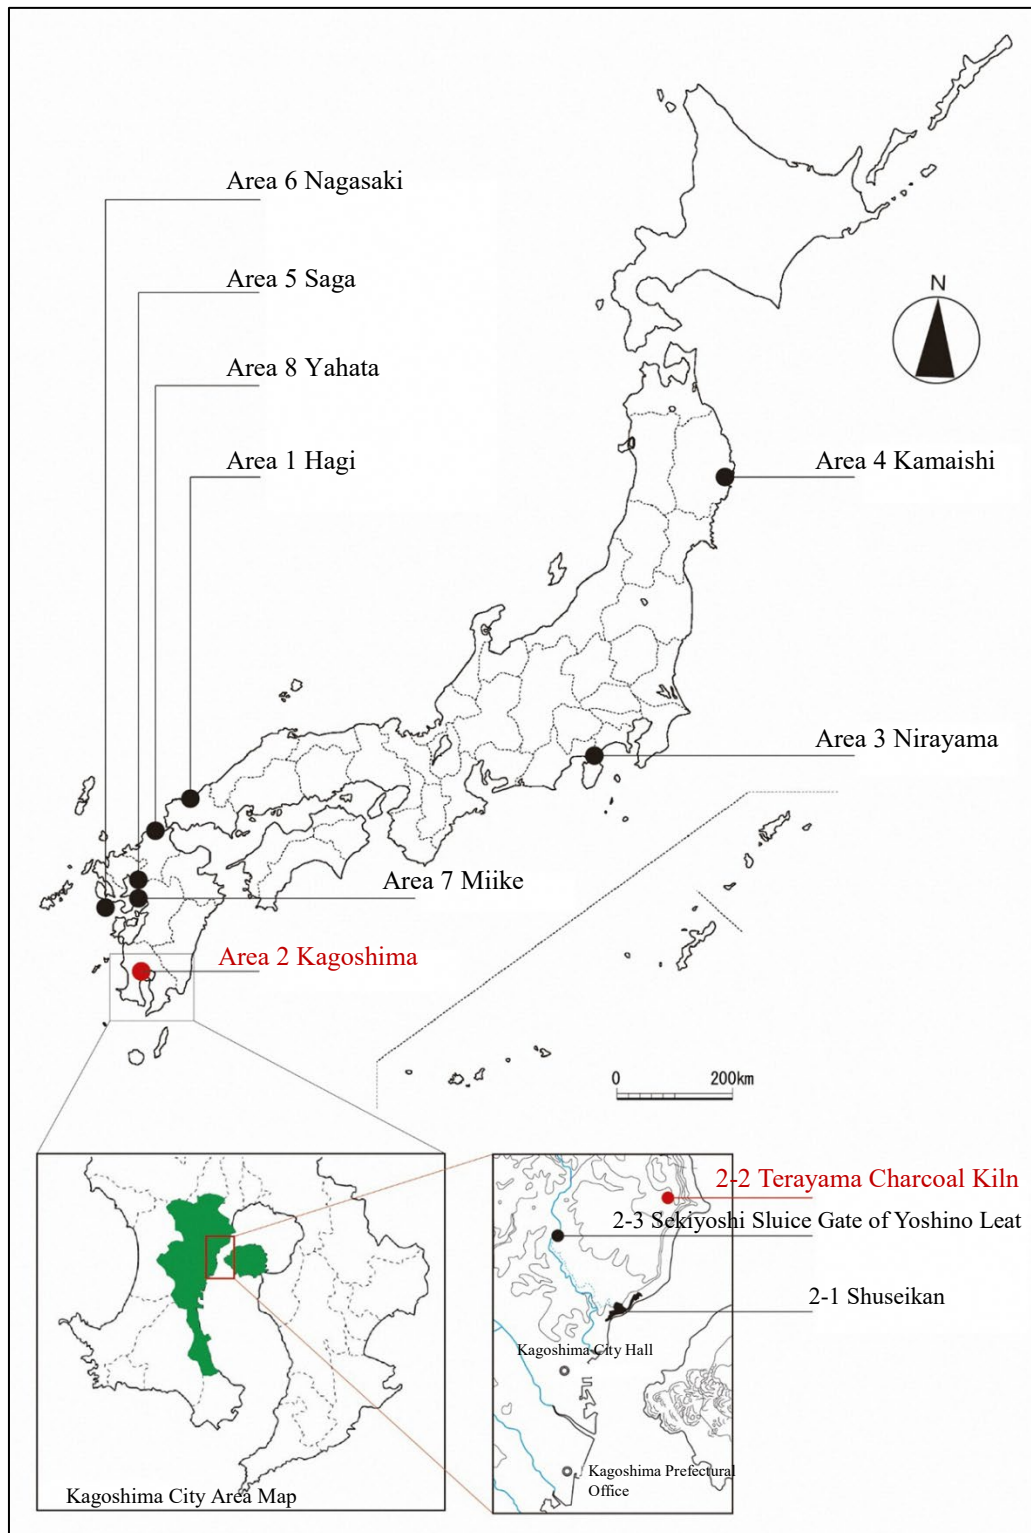 Area 6 Nagasaki
Area 5 Saga
N
Area 8 Yahata
Area 1 Hagi
Area 4 Kamaishi
Area 3 Nirayama
Area 7 Miike
Area 2 Kagoshima
0 200km
2-2 Terayama Charcoal Kiln
2-3 Sekiyoshi Sluice Gate of Yoshino Leat
2-1 Shuseikan
Kagoshima City Hall
Kagoshima Prefectural
Office
Kagoshima City Area Map